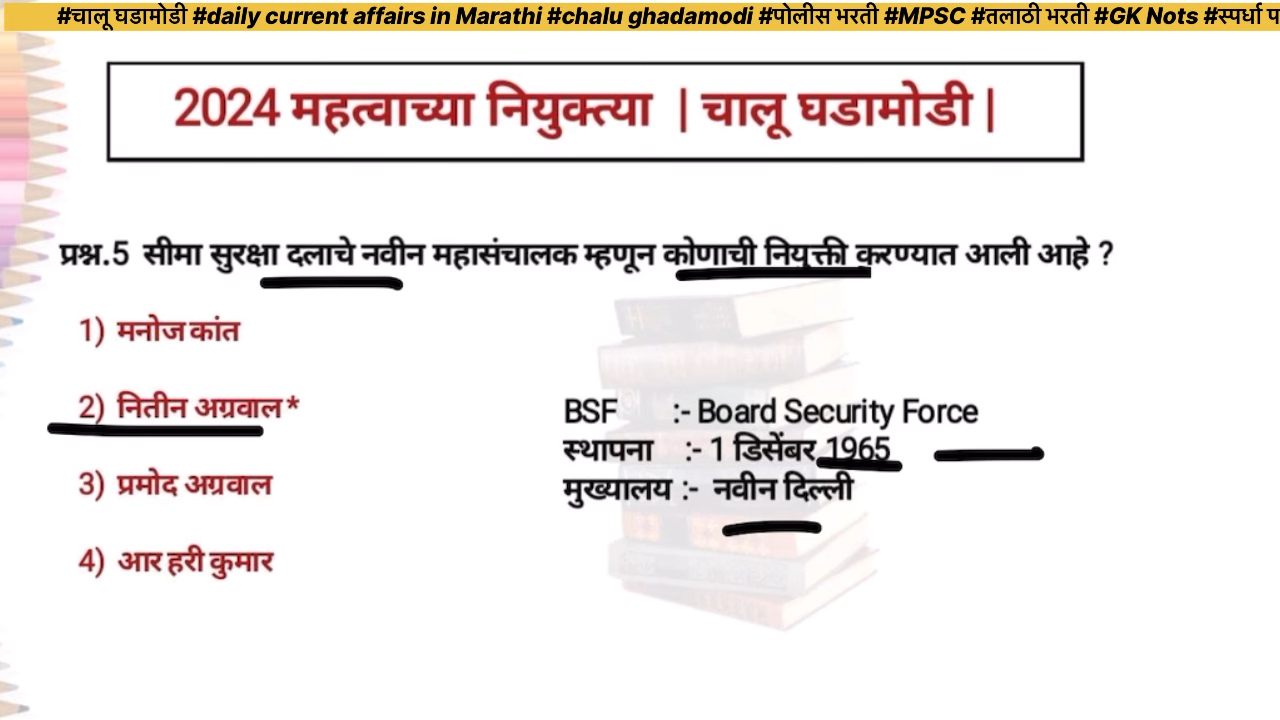 #चालू घडामोडी #daily current affairs in Marathi #chalu ghadamodi #पोलीस भरती #MPSC #तलाठी भरती #GK Nots #स्पर्धा प
2024 महत्वाच्या नियुक्त्या | चालू घडामोडी |
प्रश्न.5 सीमा सुरक्षा दलाचे नवीन महासंचालक म्हणून कोणाची नियुक्ती करण्यात आली आहे ?
1) मनोज कांत
2) नितीन अग्रवाल*
3) प्रमोद अग्रवाल
4) आर हरी कुमार
BSF :- Board Security Force
स्थापना :- 1 डिसेंबर 1965
मुख्यालय :- नवीन दिल्ली